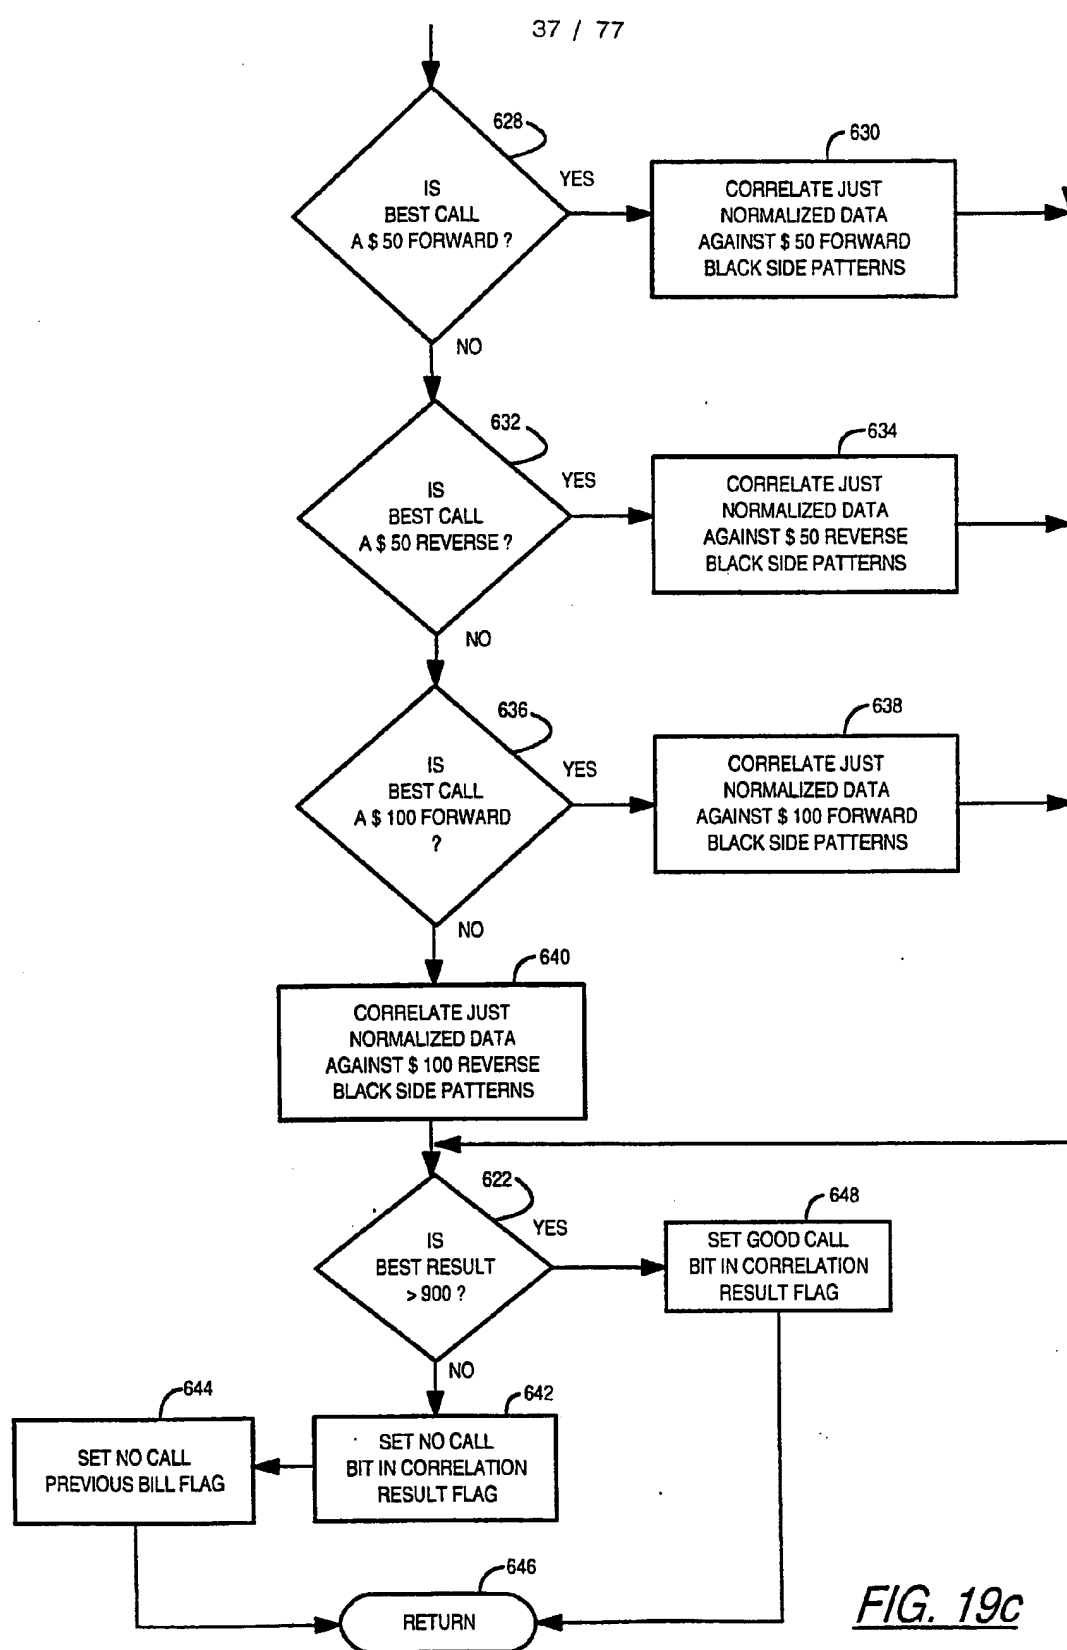 37 / 77
628
IS
BEST CALL
A $ 50 FORWARD ?
YES
630
CORRELATE JUST
NORMALIZED DATA
AGAINST $ 50 FORWARD
BLACK SIDE PATTERNS
NO
632
IS
BEST CALL
A $ 50 REVERSE ?
YES
634
CORRELATE JUST
NORMALIZED DATA
AGAINST $ 50 REVERSE
BLACK SIDE PATTERNS
NO
636
IS
BEST CALL
A $ 100 FORWARD
?
YES
638
CORRELATE JUST
NORMALIZED DATA
AGAINST $ 100 FORWARD
BLACK SIDE PATTERNS
NO
640
CORRELATE JUST
NORMALIZED DATA
AGAINST $ 100 REVERSE
BLACK SIDE PATTERNS
622
IS
BEST RESULT
> 900 ?
YES
648
SET GOOD CALL
BIT IN CORRELATION
RESULT FLAG
NO
642
SET NO CALL
BIT IN CORRELATION
RESULT FLAG
644
SET NO CALL
PREVIOUS BILL FLAG
646
RETURN
FIG. 19c